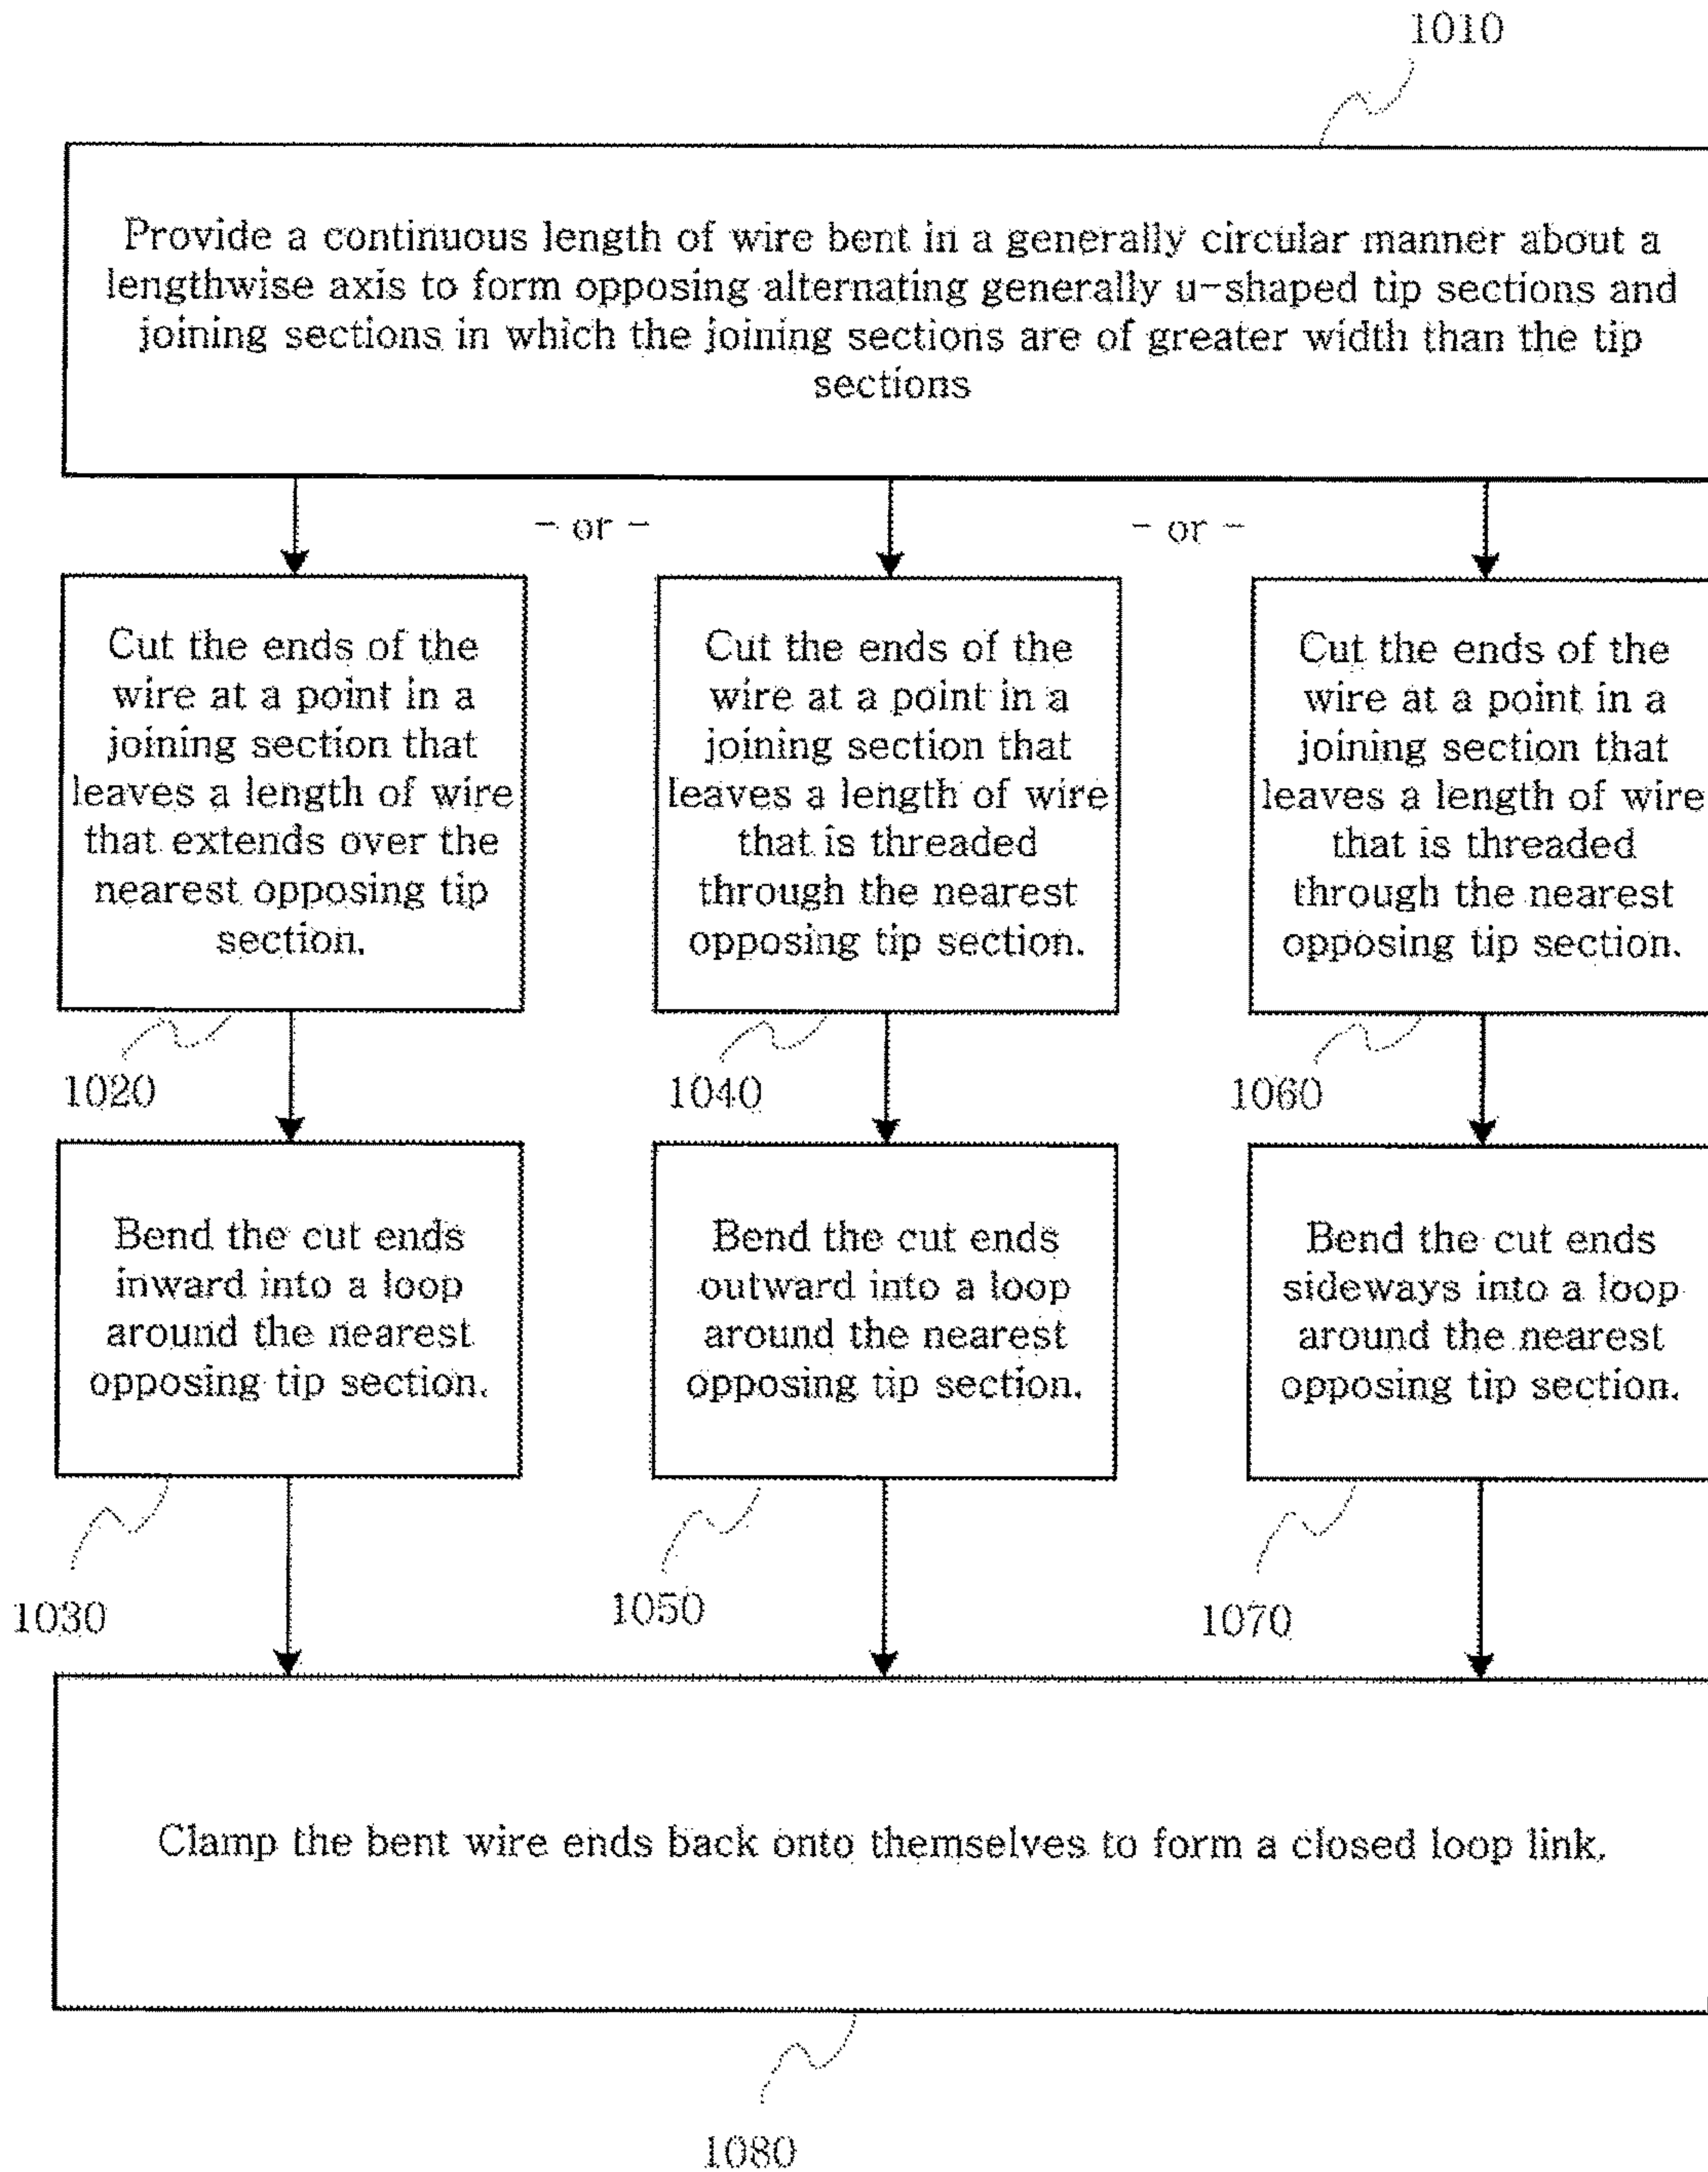 1010
Provide a continuous length of wire bent in a generally circular manner about a
lengthwise axis to form opposing alternating generally u-shaped tip sections and
joining sections in which the joining sections are of greater width than the tip
sections
- or -
- or -
Cut the ends of the
wire at a point in a
joining section that
leaves a length of wire
that extends over the
nearest opposing tip
section.
1020
Cut the ends of the
wire at a point in a
joining section that
leaves a length of wire
that is threaded
through the nearest
opposing tip section.
1040
Cut the ends of the
wire at a point in a
joining section that
leaves a length of wire
that is threaded
through the nearest
opposing tip section.
1060
Bend the cut ends
inward into a loop
around the nearest
opposing tip section.
1030
Bend the cut ends
outward into a loop
around the nearest
opposing tip section.
1050
Bend the cut ends
sideways into a loop
around the nearest
opposing tip section.
1070
Clamp the bent wire ends back onto themselves to form a closed loop link.
1080